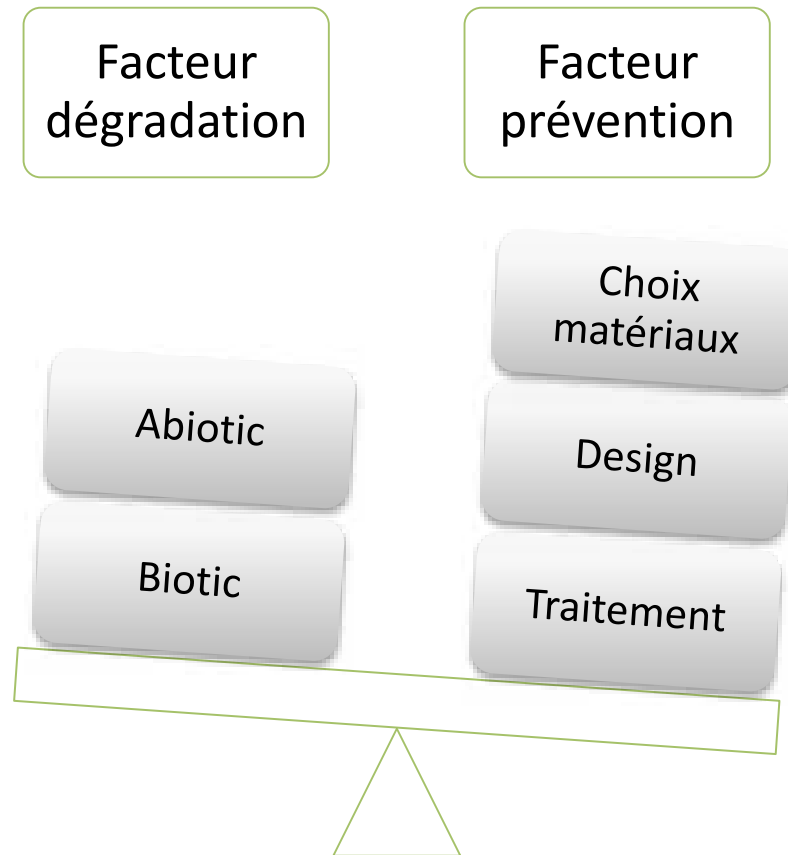 Facteur
dégradation
Facteur
prévention
Abiotic
Biotic
Choix
matériaux
Design
Traitement